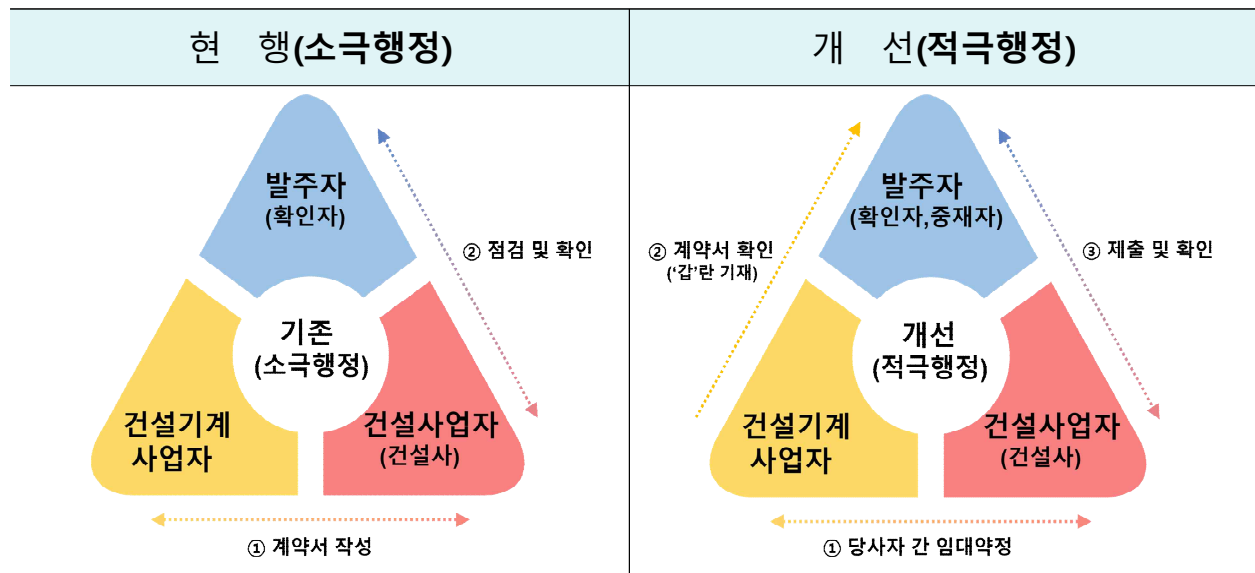 현 행(소극행정)
개 선(적극행정)
발주자
(확인자)
② 점검 및 확인
기존
(소극행정)
건설기계
사업자
건설사업자
(건설사)
① 계약서 작성
발주자
(확인자,중재자)
② 계약서 확인
(‘갑’란 기재)
③ 제출 및 확인
개선
(적극행정)
건설기계
사업자
건설사업자
(건설사)
① 당사자 간 임대약정